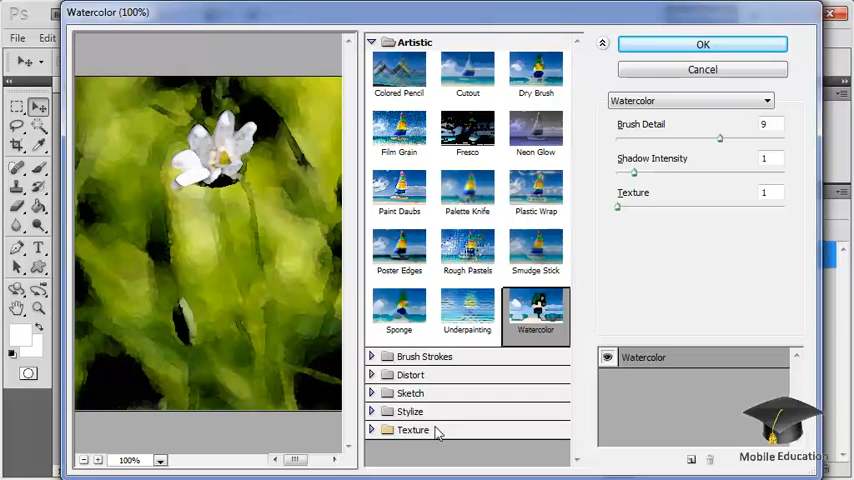 Watercolor (100%)
Ps
File Edit
Artistic
Colored Pencil
Cutout
Dry Brush
Film Grain
Fresco
Neon Glow
Paint Daubs
Palette Knife
Plastic Wrap
Poster Edges
Rough Pastels
Smudge Stick
Sponge
Underpainting
Watercolor
Brush Strokes
Distort
Sketch
Stylize
Texture
OK
Cancel
Watercolor
Brush Detail 9
Shadow Intensity 1
Texture 1
Watercolor
100%
Mobile Education